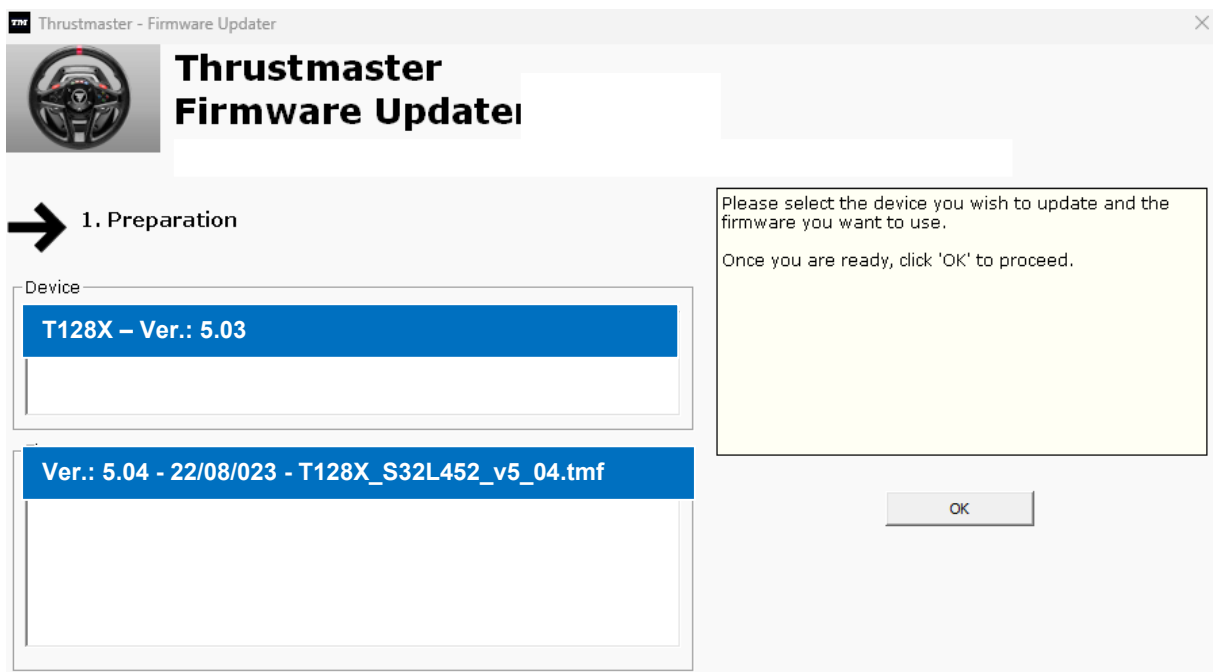 Thrustmaster - Firmware Updater
Thrustmaster
Firmware Updater
1. Preparation
Please select the device you wish to update and the
firmware you want to use.
Once you are ready, click 'OK' to proceed.
Device
T128X – Ver.: 5.03
Ver.: 5.04 - 22/08/023 - T128X_S32L452_v5_04.tmf
OK